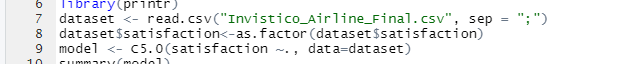 6 library(printr)
7 dataset <- read.csv("Invistico_Airline_Final.csv", sep = ";")
8 dataset$satisfaction<-as.factor(dataset$satisfaction)
9 model <- C5.0(satisfaction ~., data=dataset)
10 summary(model)